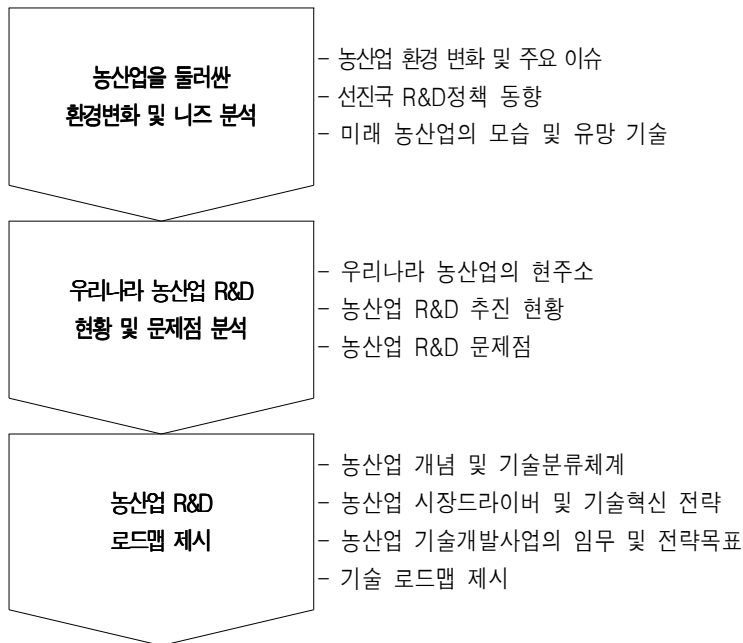 농산업을 둘러싼
환경변화 및 니즈 분석
- 농산업 환경 변화 및 주요 이슈
- 선진국 R&D정책 동향
- 미래 농산업의 모습 및 유망 기술
우리나라 농산업 R&D
현황 및 문제점 분석
- 우리나라 농산업의 현주소
- 농산업 R&D 추진 현황
- 농산업 R&D 문제점
농산업 R&D
로드맵 제시
- 농산업 개념 및 기술분류체계
- 농산업 시장드라이버 및 기술혁신 전략
- 농산업 기술개발사업의 임무 및 전략목표
- 기술 로드맵 제시